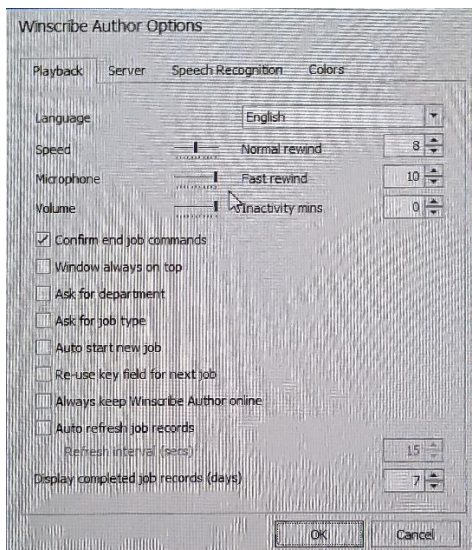 Winscribe Author Options
Playback Server Speech Recognition Colors
Language English
Speed Normal rewind 8
Microphone Fast rewind 10
Volume Inactivity mins 0
Confirm end job commands
Window always on top
Ask for department
Ask for job type
Auto start new job
Re-use key field for next job
Always keep Winscribe Author online
Auto refresh job records
Refresh interval (secs) 15
Display completed job records (days) 7
OK Cancel